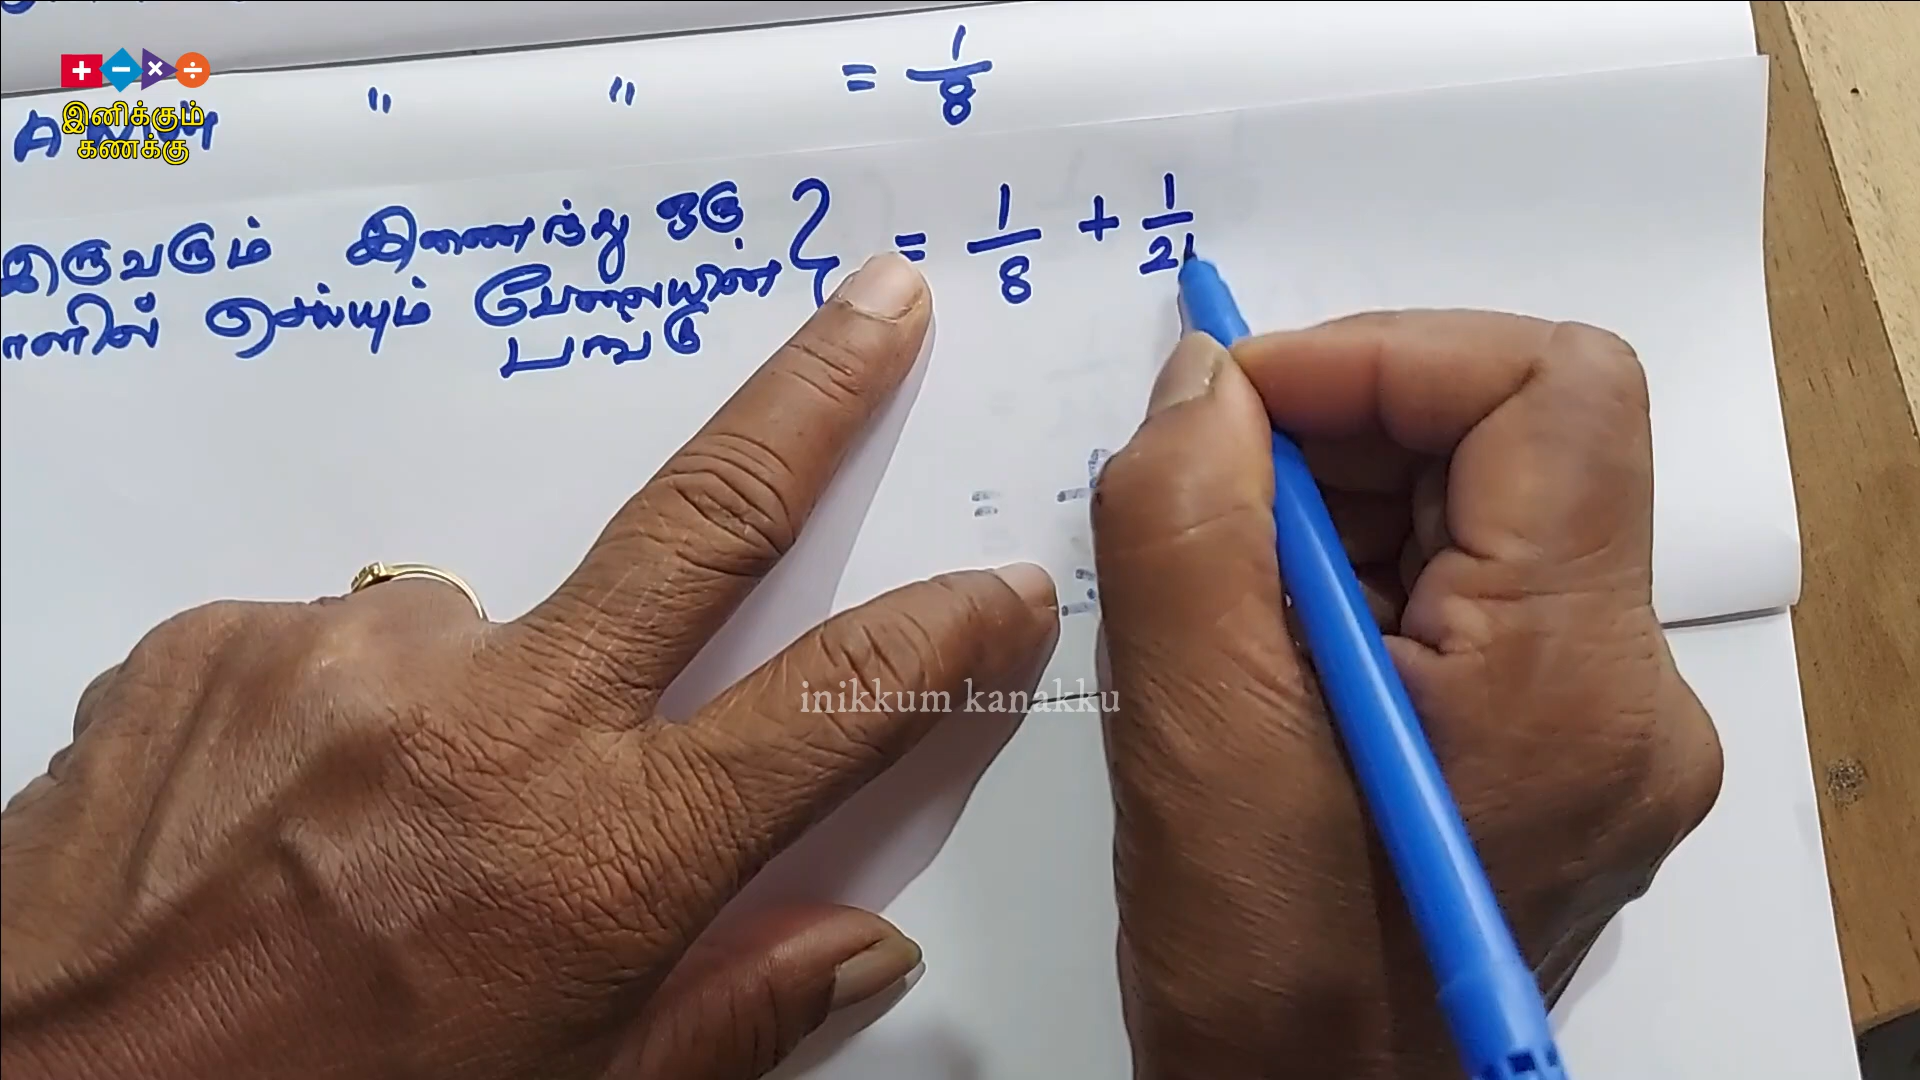 = 1/8
A யின் " "
இனிக்கும்
கணக்கு
இருவரும் இணைந்து ஒரு
ளின் செய்யும் வேலையின் } = 1/8 + 1/2
பங்கு
inikkum kanakku